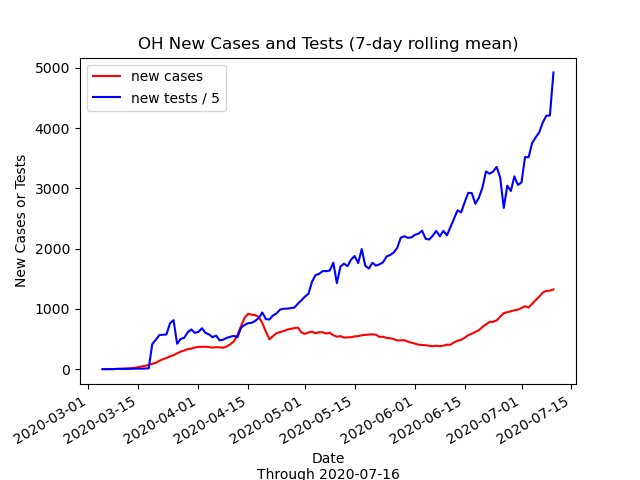 OH New Cases and Tests (7-day rolling mean)
new cases
new tests / 5
New Cases or Tests
5000
4000
3000
2000
1000
0
2020-03-01
2020-03-15
2020-04-01
2020-04-15
2020-05-01
2020-05-15
2020-06-01
2020-06-15
2020-07-01
2020-07-15
Date
Through 2020-07-16